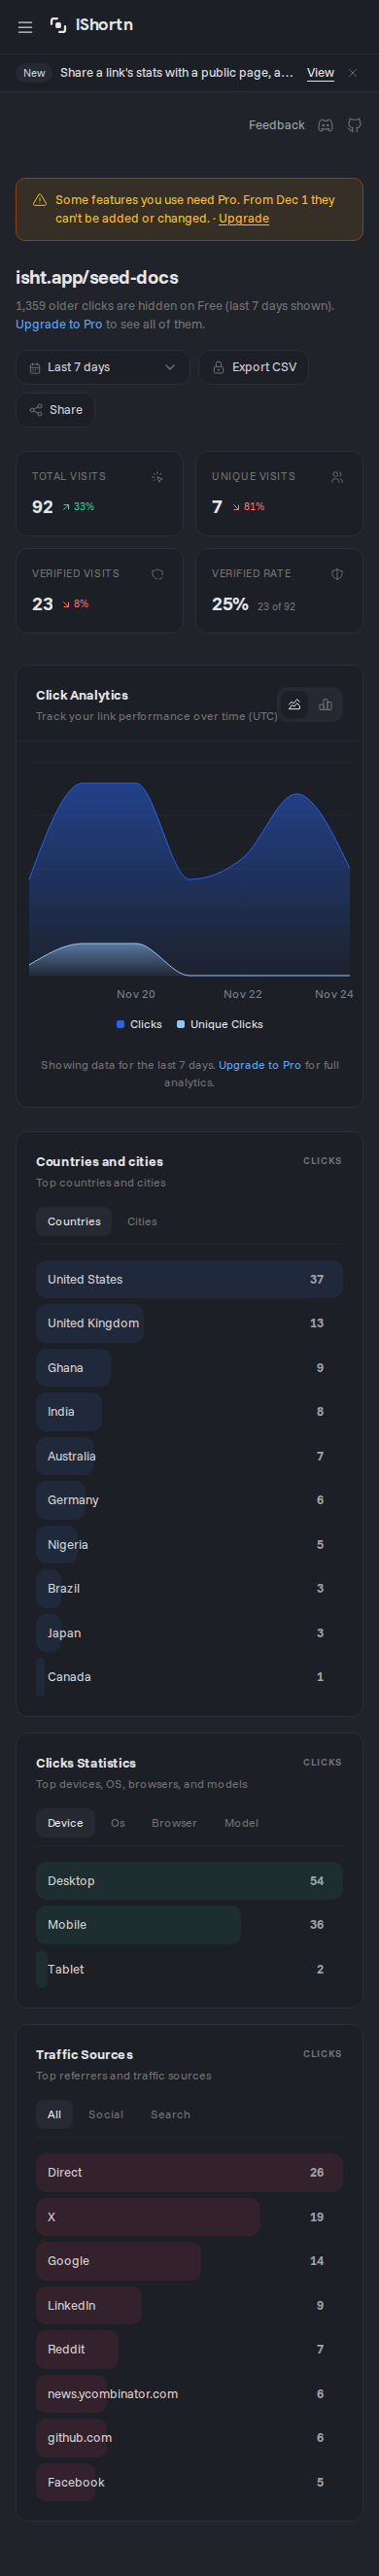 IShortn
New Share a link's stats with a public page, a... View
Feedback
Some features you use need Pro. From Dec 1 they
can't be added or changed. · Upgrade
isht.app/seed-docs
1,359 older clicks are hidden on Free (last 7 days shown).
Upgrade to Pro to see all of them.
Last 7 days
Export CSV
Share
TOTAL VISITS
92 33%
UNIQUE VISITS
7 81%
VERIFIED VISITS
23 8%
VERIFIED RATE
25% 23 of 92
Click Analytics
Track your link performance over time (UTC)
Nov 20 Nov 22 Nov 24
Clicks Unique Clicks
Showing data for the last 7 days. Upgrade to Pro for full
analytics.
Countries and cities CLICKS
Top countries and cities
Countries Cities
United States 37
United Kingdom 13
Ghana 9
India 8
Australia 7
Germany 6
Nigeria 5
Brazil 3
Japan 3
Canada 1
Clicks Statistics CLICKS
Top devices, OS, browsers, and models
Device Os Browser Model
Desktop 54
Mobile 36
Tablet 2
Traffic Sources CLICKS
Top referrers and traffic sources
All Social Search
Direct 26
X 19
Google 14
LinkedIn 9
Reddit 7
news.ycombinator.com 6
github.com 6
Facebook 5